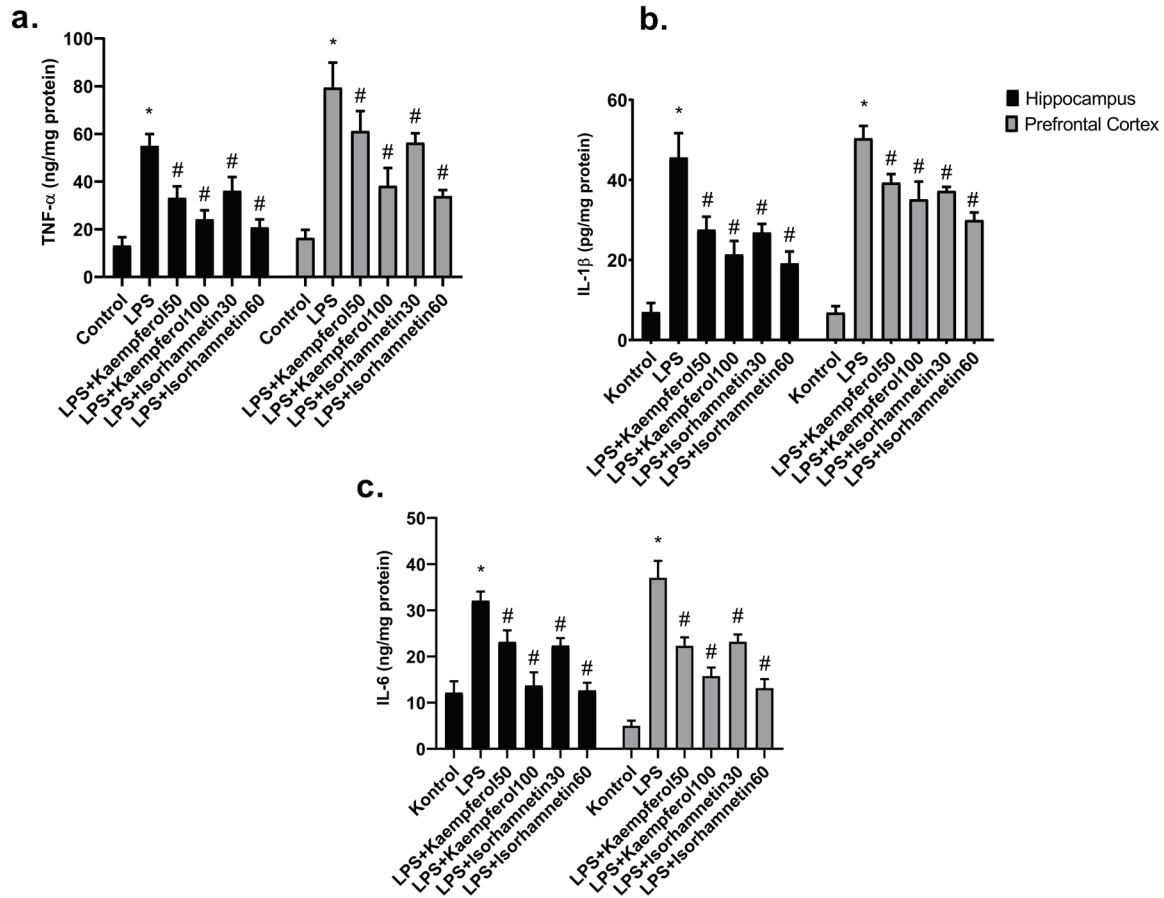 a.
TNF-α (ng/mg protein)
100
80
60
40
20
0
*
#
#
#
#
*
#
#
#
#
Control
LPS
LPS+Kaempferol50
LPS+Kaempferol100
LPS+Isorhamnetin30
LPS+Isorhamnetin60
Control
LPS
LPS+Kaempferol50
LPS+Kaempferol100
LPS+Isorhamnetin30
LPS+Isorhamnetin60
b.
IL-1β (pg/mg protein)
60
40
20
0
*
#
#
#
#
*
#
#
#
#
Kontrol
LPS
LPS+Kaempferol50
LPS+Kaempferol100
LPS+Isorhamnetin30
LPS+Isorhamnetin60
Kontrol
LPS
LPS+Kaempferol50
LPS+Kaempferol100
LPS+Isorhamnetin30
LPS+Isorhamnetin60
Hippocampus
Prefrontal Cortex
c.
IL-6 (ng/mg protein)
50
40
30
20
10
0
*
#
#
#
#
*
#
#
#
#
Kontrol
LPS
LPS+Kaempferol50
LPS+Kaempferol100
LPS+Isorhamnetin30
LPS+Isorhamnetin60
Kontrol
LPS
LPS+Kaempferol50
LPS+Kaempferol100
LPS+Isorhamnetin30
LPS+Isorhamnetin60